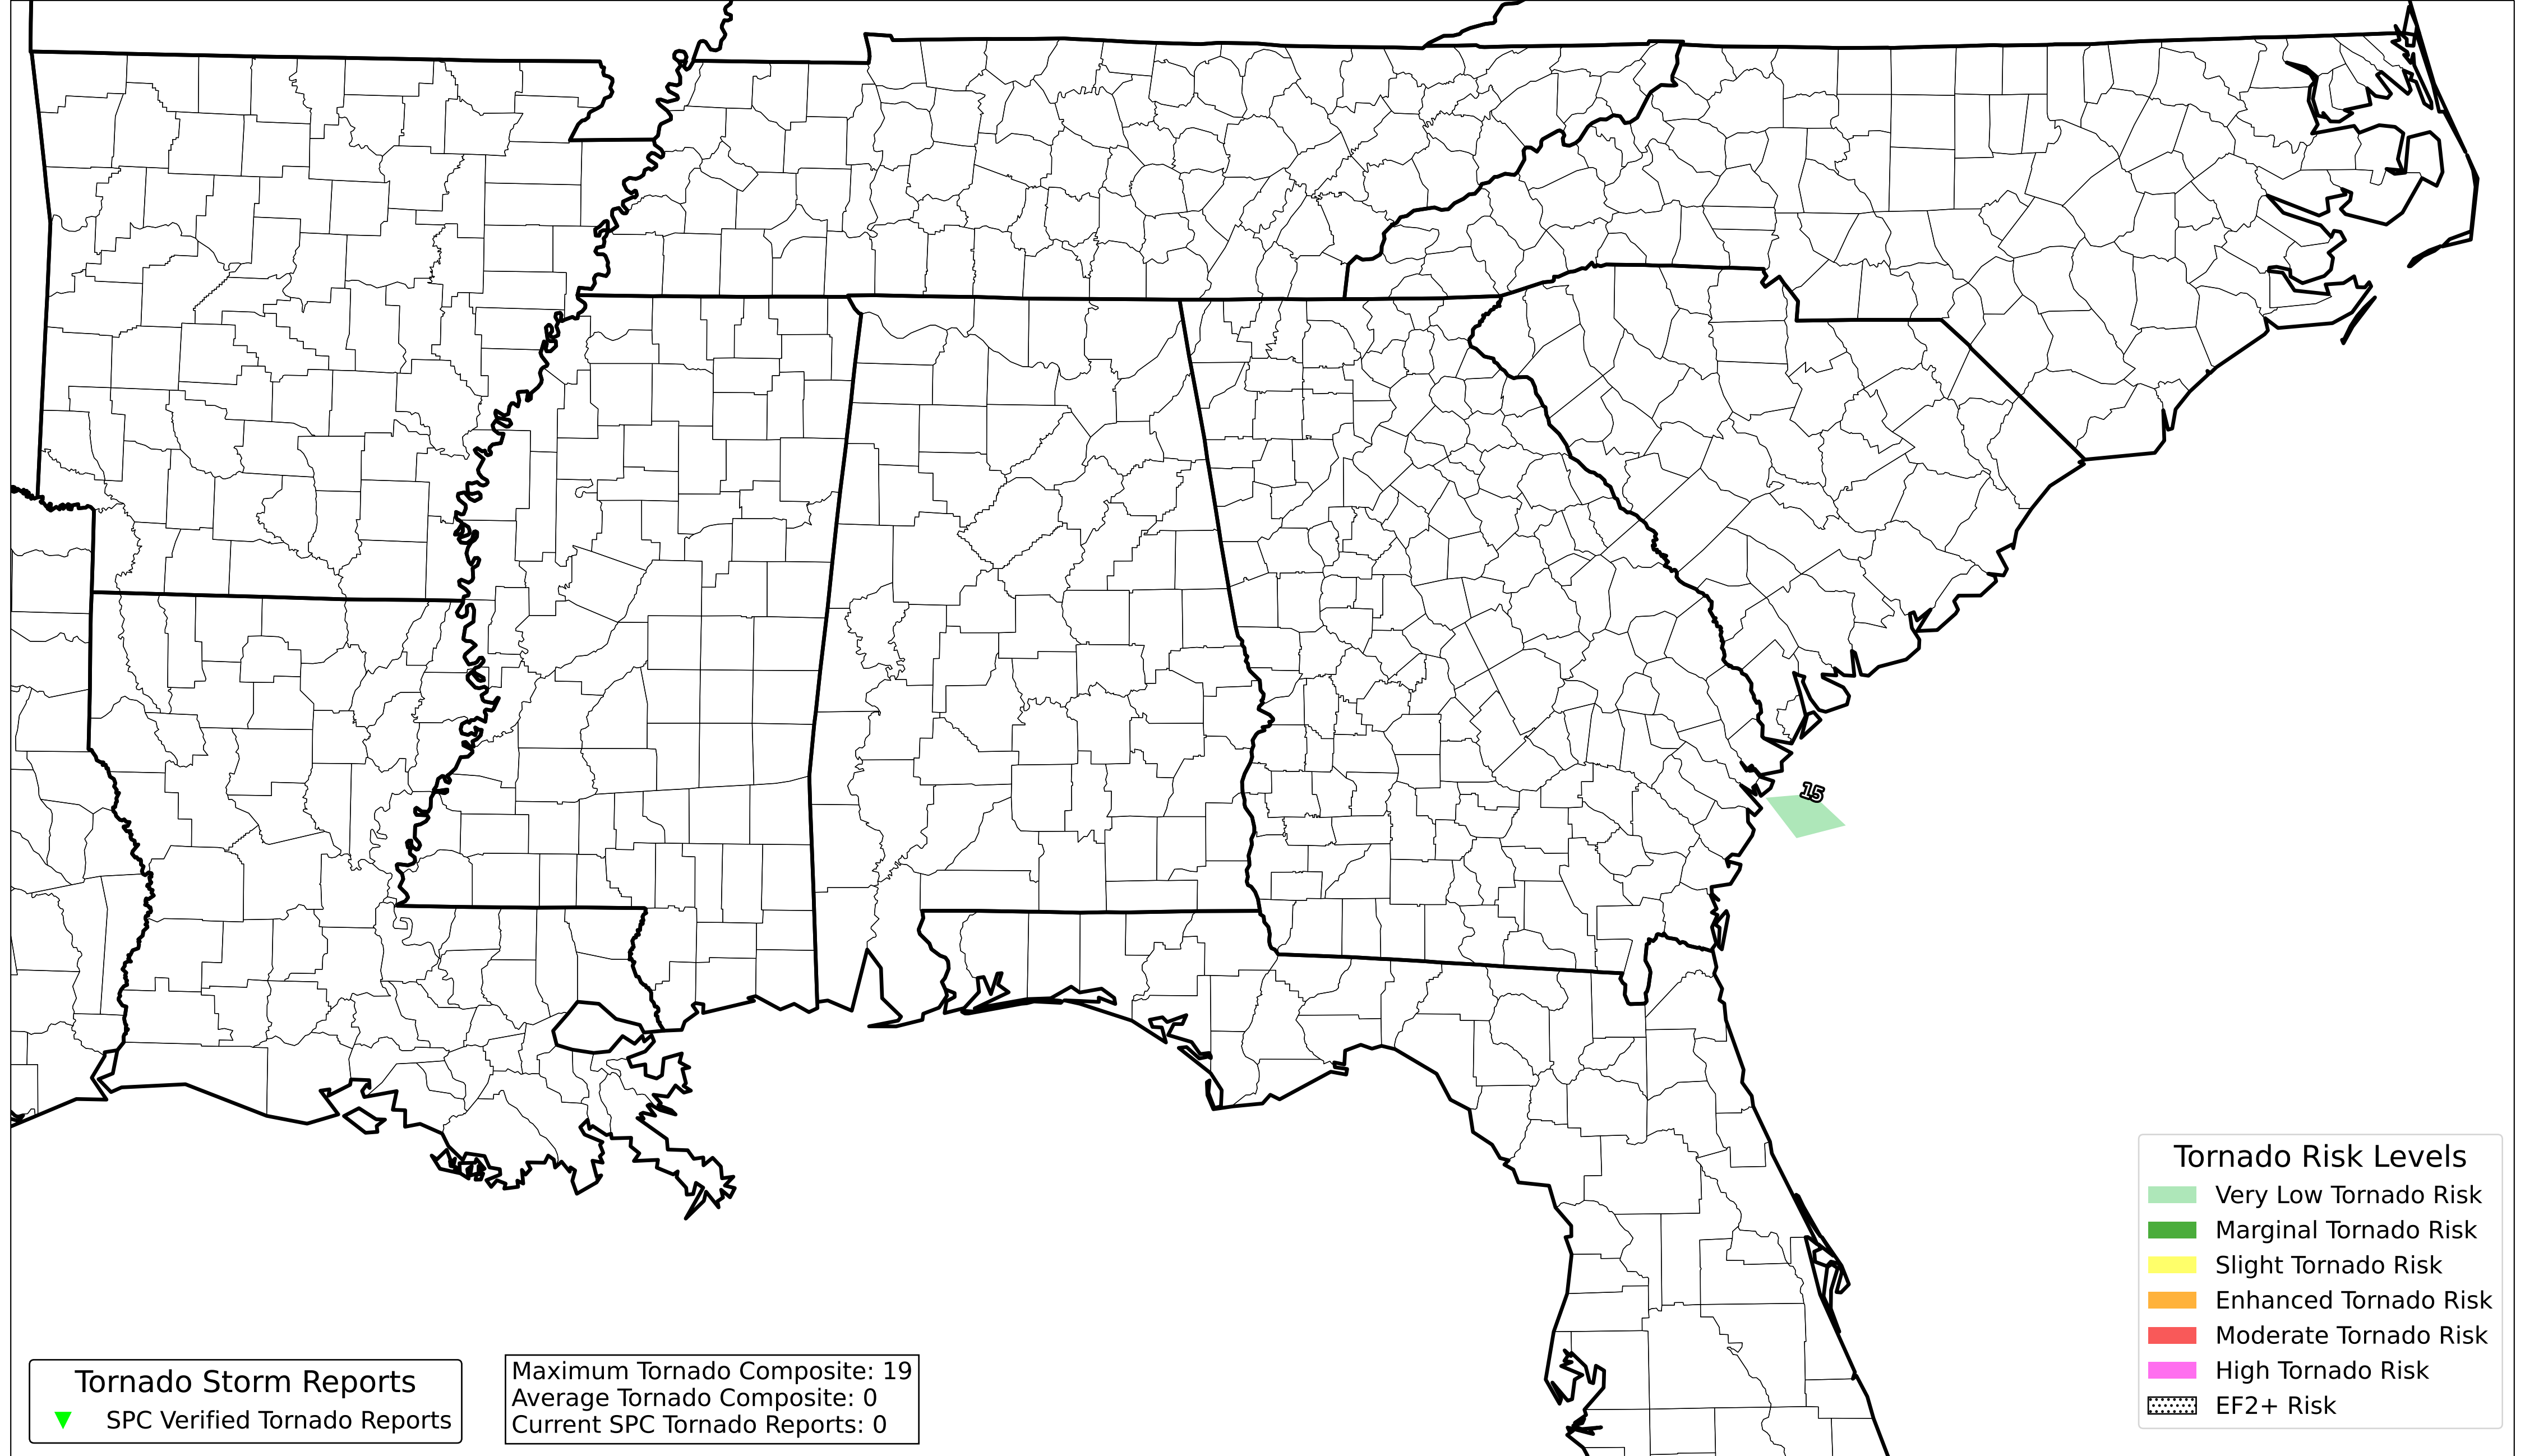 15
Tornado Risk Levels
Very Low Tornado Risk
Marginal Tornado Risk
Slight Tornado Risk
Enhanced Tornado Risk
Moderate Tornado Risk
High Tornado Risk
EF2+ Risk
Tornado Storm Reports
SPC Verified Tornado Reports
Maximum Tornado Composite: 19
Average Tornado Composite: 0
Current SPC Tornado Reports: 0